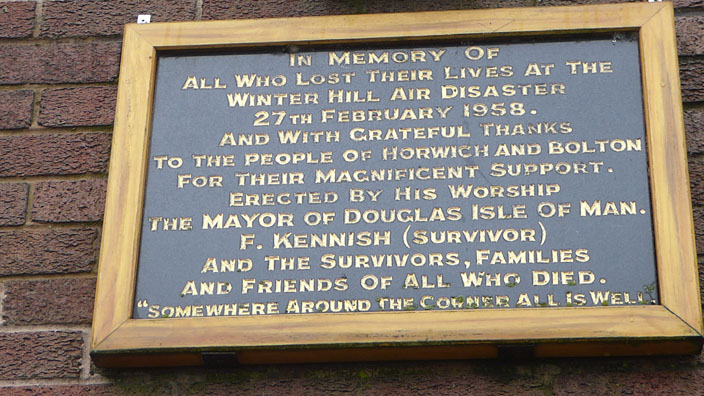 IN MEMORY OF
ALL WHO LOST THEIR LIVES AT THE
WINTER HILL AIR DISASTER
27TH FEBRUARY 1958.
AND WITH GRATEFUL THANKS
TO THE PEOPLE OF HORWICH AND BOLTON
FOR THEIR MAGNIFICENT SUPPORT.
ERECTED BY HIS WORSHIP
THE MAYOR OF DOUGLAS ISLE OF MAN.
F. KENNISH (SURVIVOR)
AND THE SURVIVORS, FAMILIES
AND FRIENDS OF ALL WHO DIED.
"SOMEWHERE AROUND THE CORNER ALL IS WELL.